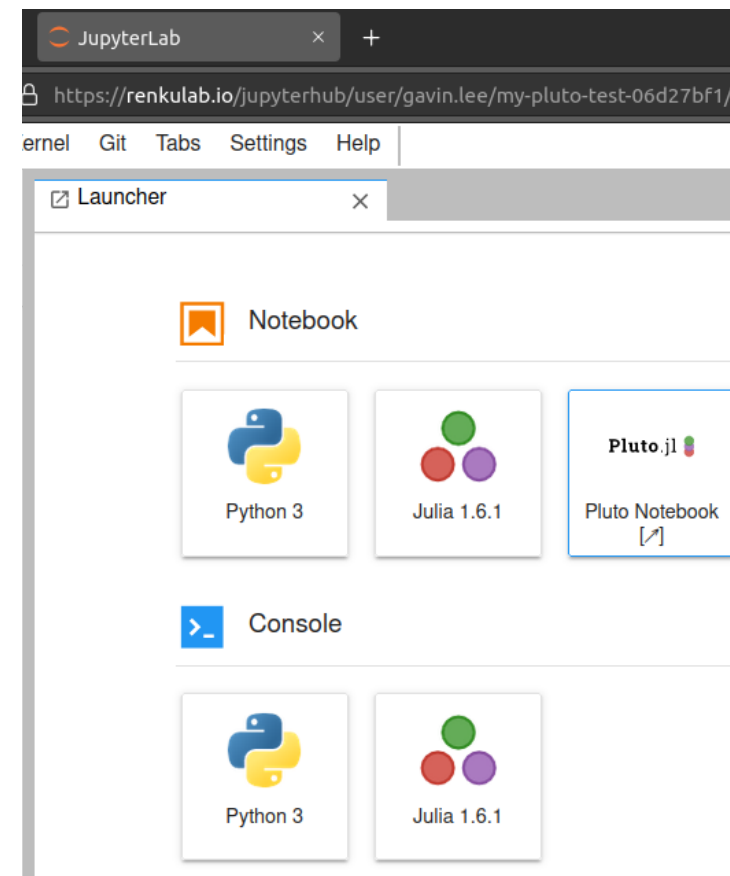 JupyterLab × +
https://renkulab.io/jupyterhub/user/gavin.lee/my-pluto-test-06d27bf1/
ernel Git Tabs Settings Help
Launcher
Notebook
Pluto.jl
Python 3 Julia 1.6.1 Pluto Notebook
[↗]
Console
>_
Python 3 Julia 1.6.1